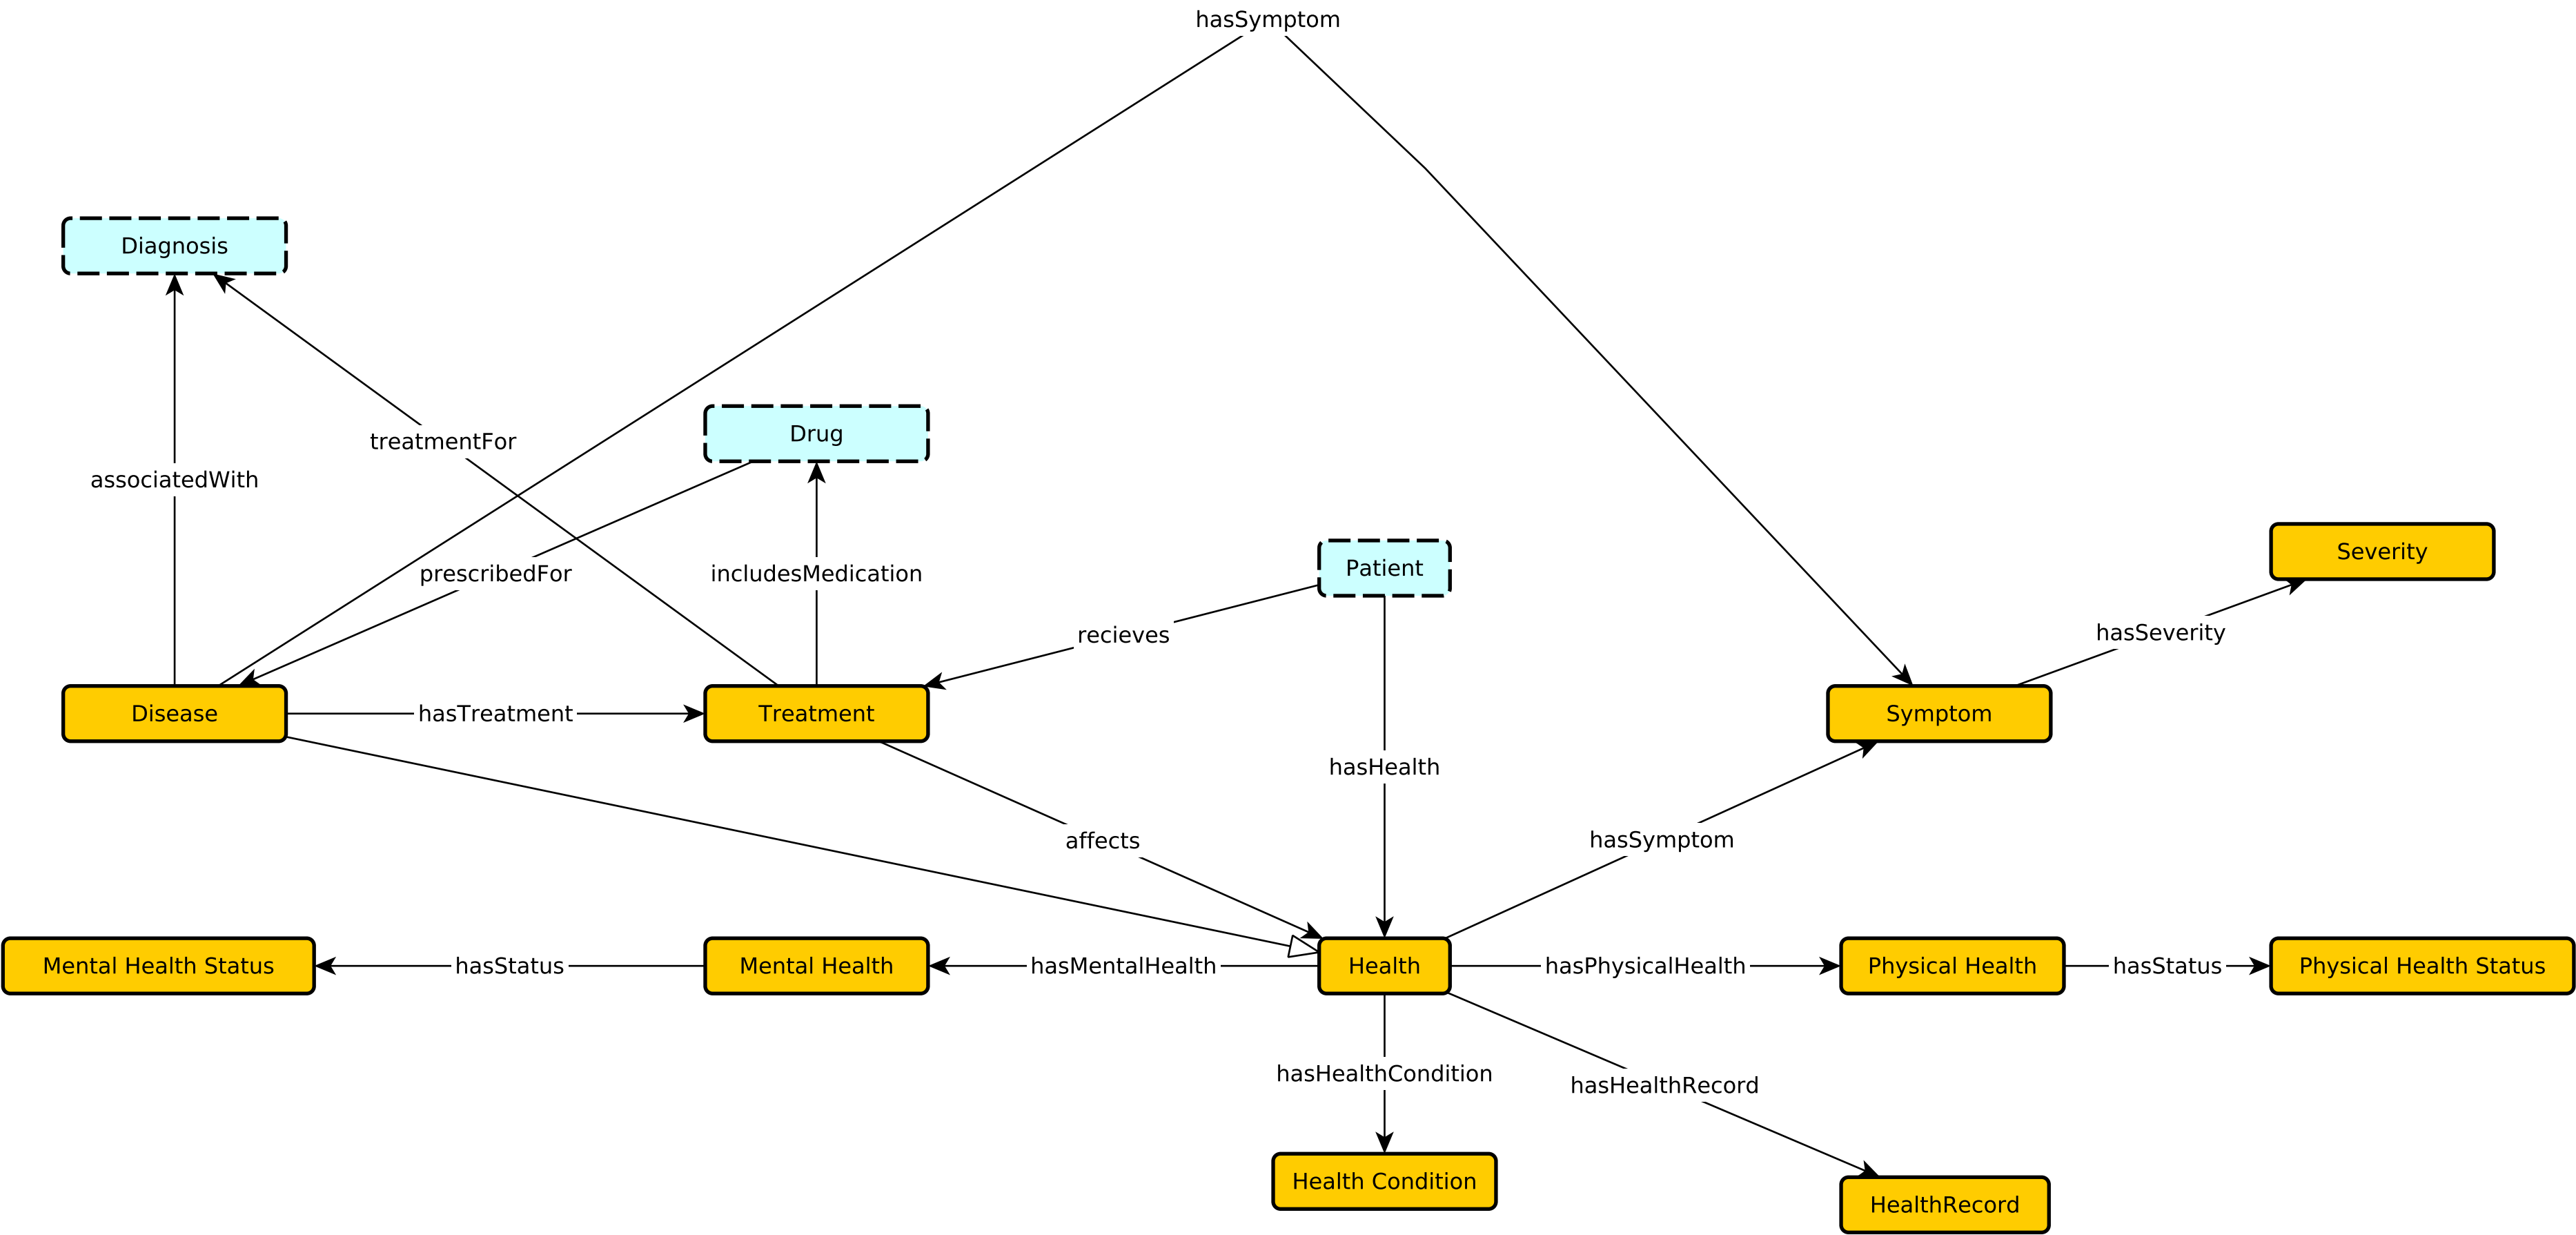 hasSymptom
Diagnosis
Drug
treatmentFor
associatedWith
Severity
Patient
prescribedFor
includesMedication
recieves
hasSeverity
Disease
hasTreatment
Treatment
Symptom
hasHealth
affects
hasSymptom
Mental Health Status
hasStatus
Mental Health
hasMentalHealth
Health
hasPhysicalHealth
Physical Health
hasStatus
Physical Health Status
hasHealthCondition
hasHealthRecord
Health Condition
HealthRecord